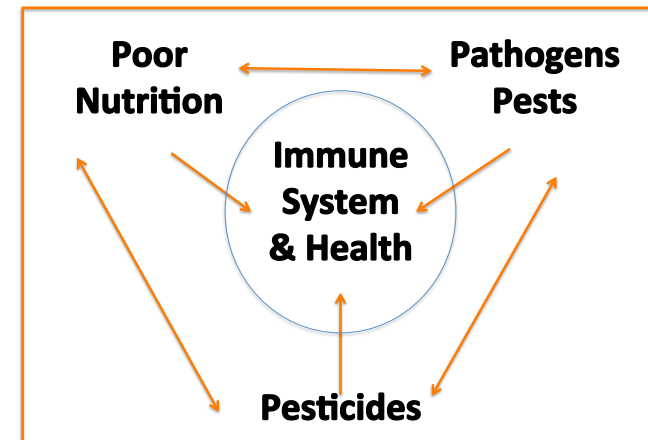 Poor
Nutrition
Pathogens
Pests
Immune
System
& Health
Pesticides